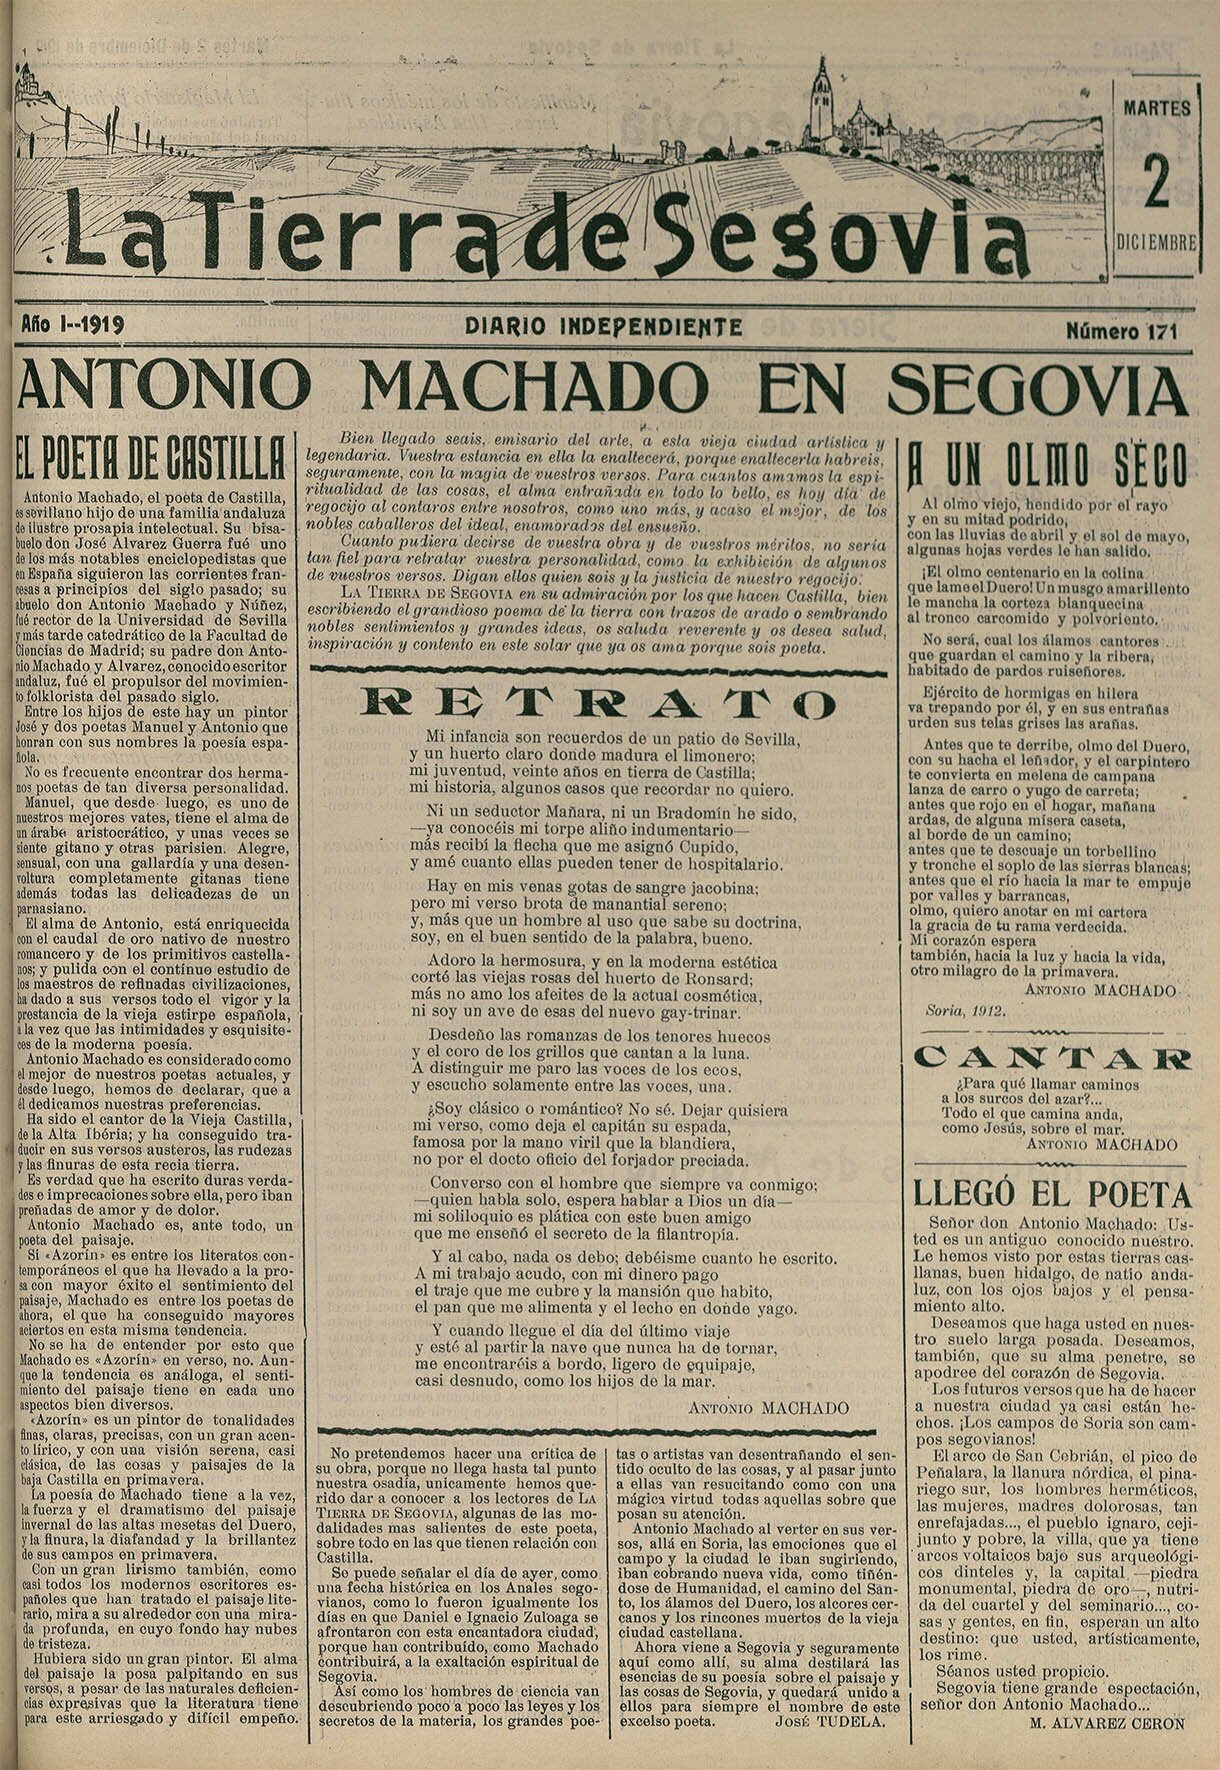 La Tierra de Segovia
MARTES
2
DICIEMBRE
Año I--1919
DIARIO INDEPENDIENTE
Número 171
ANTONIO MACHADO EN SEGOVIA
EL POETA DE CASTILLA
Antonio Machado, el poeta de Castilla,
es sevillano hijo de una familia andaluza
de ilustre prosapia intelectual. Su bisa-
buelo don José Alvarez Guerra fué uno
de los más notables enciclopedistas que
en España siguieron las corrientes fran-
cesas a principios del siglo pasado; su
abuelo don Antonio Machado y Núñez,
fué rector de la Universidad de Sevilla
y más tarde catedrático de la Facultad de
Ciencias de Madrid; su padre don Anto-
nio Machado y Alvarez, conocido escritor
andaluz, fué el propulsor del movimien-
to folklorista del pasado siglo.
Entre los hijos de este hay un pintor
José y dos poetas Manuel y Antonio que
honran con sus nombres la poesía espa-
ñola.
No es frecuente encontrar dos herma-
nos poetas de tan diversa personalidad.
Manuel, que desde luego, es uno de
nuestros mejores vates, tiene el alma de
un árabe aristocrático, y unas veces se
siente gitano y otras parisien. Alegre,
sensual, con una gallardía y una desen-
voltura completamente gitanas tiene
además todas las delicadezas de un
parnasiano.
El alma de Antonio, está enriquecida
con el caudal de oro nativo de nuestro
romancero y de los primitivos castella-
nos; y pulida con el contínuo estudio de
los maestros de refinadas civilizaciones,
ha dado a sus versos todo el vigor y la
prestancia de la vieja estirpe española,
a la vez que las intimidades y esquisite-
ces de la moderna poesía.
Antonio Machado es considerado como
el mejor de nuestros poetas actuales, y
desde luego, hemos de declarar, que a
él dedicamos nuestras preferencias.
Ha sido el cantor de la Vieja Castilla,
de la Alta Ibéria; y ha conseguido tra-
ducir en sus versos austeros, las rudezas
y las finuras de esta recia tierra.
Es verdad que ha escrito duras verda-
des e imprecaciones sobre ella, pero iban
preñadas de amor y de dolor.
Antonio Machado es, ante todo, un
poeta del paisaje.
Si «Azorín» es entre los literatos con-
temporáneos el que ha llevado a la pro-
sa con mayor éxito el sentimiento del
paisaje, Machado es entre los poetas de
ahora, el que ha conseguido mayores
aciertos en esta misma tendencia.
No se ha de entender por esto que
Machado es «Azorín» en verso, no. Aun-
que la tendencia es análoga, el senti-
miento del paisaje tiene en cada uno
aspectos bien diversos.
«Azorín» es un pintor de tonalidades
finas, claras, precisas, con un gran acen-
to lírico, y con una visión serena, casi
clásica, de las cosas y paisajes de la
baja Castilla en primavera.
La poesía de Machado tiene a la vez,
la fuerza y el dramatismo del paisaje
invernal de las altas mesetas del Duero,
y la finura, la diafandad y la brillantez
de sus campos en primavera.
Con un gran lirismo también, como
casi todos los modernos escritores es-
pañoles que han tratado el paisaje lite-
rario, mira a su alrededor con una mira-
da profunda, en cuyo fondo hay nubes
de tristeza.
Hubiera sido un gran pintor. El alma
del paisaje la posa palpitando en sus
versos, a pesar de las naturales deficien-
cias expresivas que la literatura tiene
para este arriesgado y difícil empeño.
Bien llegado seais, emisario del arte, a esta vieja ciudad artística y
legendaria. Vuestra estancia en ella la enaltecerá, porque enaltecerla habreis,
seguramente, con la magia de vuestros versos. Para cuantos amamos la espi-
ritualidad de las cosas, el alma entrañada en todo lo bello, es hoy día de
regocijo al contaros entre nosotros, como uno más, y acaso el mejor, de los
nobles caballeros del ideal, enamorados del ensueño.
Cuanto pudiera decirse de vuestra obra y de vuestros méritos, no sería
tan fiel para retratar vuestra personalidad, como la exhibición de algunos
de vuestros versos. Digan ellos quien sois y la justicia de nuestro regocijo.
LA TIERRA DE SEGOVIA en su admiración por los que hacen Castilla, bien
escribiendo el grandioso poema de la tierra con trazos de arado o sembrando
nobles sentimientos y grandes ideas, os saluda reverente y os desea salud,
inspiración y contento en este solar que ya os ama porque sois poeta.
RETRATO
Mi infancia son recuerdos de un patio de Sevilla,
y un huerto claro donde madura el limonero;
mi juventud, veinte años en tierra de Castilla;
mi historia, algunos casos que recordar no quiero.
Ni un seductor Mañara, ni un Bradomín he sido,
—ya conocéis mi torpe aliño indumentario—
más recibí la flecha que me asignó Cupido,
y amé cuanto ellas pueden tener de hospitalario.
Hay en mis venas gotas de sangre jacobina;
pero mi verso brota de manantial sereno;
y, más que un hombre al uso que sabe su doctrina,
soy, en el buen sentido de la palabra, bueno.
Adoro la hermosura, y en la moderna estética
corté las viejas rosas del huerto de Ronsard;
más no amo los afeites de la actual cosmética,
ni soy un ave de esas del nuevo gay-trinar.
Desdeño las romanzas de los tenores huecos
y el coro de los grillos que cantan a la luna.
A distinguir me paro las voces de los ecos,
y escucho solamente entre las voces, una.
¿Soy clásico o romántico? No sé. Dejar quisiera
mi verso, como deja el capitán su espada,
famosa por la mano viril que la blandiera,
no por el docto oficio del forjador preciada.
Converso con el hombre que siempre va conmigo;
—quien habla solo, espera hablar a Dios un día—
mi soliloquio es plática con este buen amigo
que me enseñó el secreto de la filantropía.
Y al cabo, nada os debo; debéisme cuanto he escrito.
A mi trabajo acudo, con mi dinero pago
el traje que me cubre y la mansión que habito,
el pan que me alimenta y el lecho en donde yago.
Y cuando llegue el día del último viaje
y esté al partir la nave que nunca ha de tornar,
me encontraréis a bordo, ligero de equipaje,
casi desnudo, como los hijos de la mar.
ANTONIO MACHADO
No pretendemos hacer una crítica de
su obra, porque no llega hasta tal punto
nuestra osadía, unicamente hemos que-
rido dar a conocer a los lectores de LA
TIERRA DE SEGOVIA, algunas de las mo-
dalidades mas salientes de este poeta,
sobre todo en las que tienen relación con
Castilla.
Se puede señalar el día de ayer, como
una fecha histórica en los Anales sego-
vianos, como lo fueron igualmente los
días en que Daniel e Ignacio Zuloaga se
afrontaron con esta encantadora ciudad,
porque han contribuído, como Machado
contribuirá, a la exaltación espiritual de
Segovia.
Así como los hombres de ciencia van
descubriendo poco a poco las leyes y los
secretos de la materia, los grandes poe-
tas o artistas van desentrañando el sen-
tido oculto de las cosas, y al pasar junto
a ellas van resucitando como con una
mágica virtud todas aquellas sobre que
posan su atención.
Antonio Machado al verter en sus ver-
sos, allá en Soria, las emociones que el
campo y la ciudad le iban sugiriendo,
iban cobrando nueva vida, como tiñén-
dose de Humanidad, el camino del San-
to, los álamos del Duero, los alcores cer-
canos y los rincones muertos de la vieja
ciudad castellana.
Ahora viene a Segovia y seguramente
aquí como allí, su alma destilará las
esencias de su poesía sobre el paisaje y
las cosas de Segovia, y quedará unido a
ellos para siempre el nombre de este
excelso poeta. JOSÉ TUDELA.
A UN OLMO SECO
Al olmo viejo, hendido por el rayo
y en su mitad podrido,
con las lluvias de abril y el sol de mayo,
algunas hojas verdes le han salido.
¡El olmo centenario en la colina
que lame el Duero! Un musgo amarillento
le mancha la corteza blanquecina
al tronco carcomido y polvoriento.
No será, cual los álamos cantores
que guardan el camino y la ribera,
habitado de pardos ruiseñores.
Ejército de hormigas en hilera
va trepando por él, y en sus entrañas
urden sus telas grises las arañas.
Antes que te derribe, olmo del Duero,
con su hacha el leñador, y el carpintero
te convierta en melena de campana
lanza de carro o yugo de carreta;
antes que rojo en el hogar, mañana
ardas, de alguna mísera caseta,
al borde de un camino;
antes que te descuaje un torbellino
y tronche el soplo de las sierras blancas;
antes que el río hacia la mar te empuje
por valles y barrancas,
olmo, quiero anotar en mi cartera
la gracia de tu rama verdecida.
Mi corazón espera
también, hacia la luz y hacia la vida,
otro milagro de la primavera.
ANTONIO MACHADO
Soria, 1912.
CANTAR
¿Para qué llamar caminos
a los surcos del azar?...
Todo el que camina anda,
como Jesús, sobre el mar.
ANTONIO MACHADO
LLEGÓ EL POETA
Señor don Antonio Machado: Us-
ted es un antiguo conocido nuestro.
Le hemos visto por estas tierras cas-
llanas, buen hidalgo, de natío anda-
luz, con los ojos bajos y el pensa-
miento alto.
Deseamos que haga usted en nues-
tro suelo larga posada. Deseamos,
también, que su alma penetre, se
apodree del corazón de Segovia.
Los futuros versos que ha de hacer
a nuestra ciudad ya casi están he-
chos. ¡Los campos de Soria son cam-
pos segovianos!
El arco de San Cebrián, el pico de
Peñalara, la llanura nórdica, el pina-
riego sur, los hombres herméticos,
las mujeres, madres dolorosas, tan
enrefajadas..., el pueblo ignaro, ceji-
junto y pobre, la villa, que ya tiene
arcos voltaicos bajo sus arqueológi-
cos dinteles y, la capital —piedra
monumental, piedra de oro—, nutri-
da del cuartel y del seminario..., co-
sas y gentes, en fin, esperan un alto
destino: que usted, artísticamente,
los rime.
Séanos usted propicio.
Segovia tiene grande espectación,
señor don Antonio Machado...
M. ALVAREZ CERON